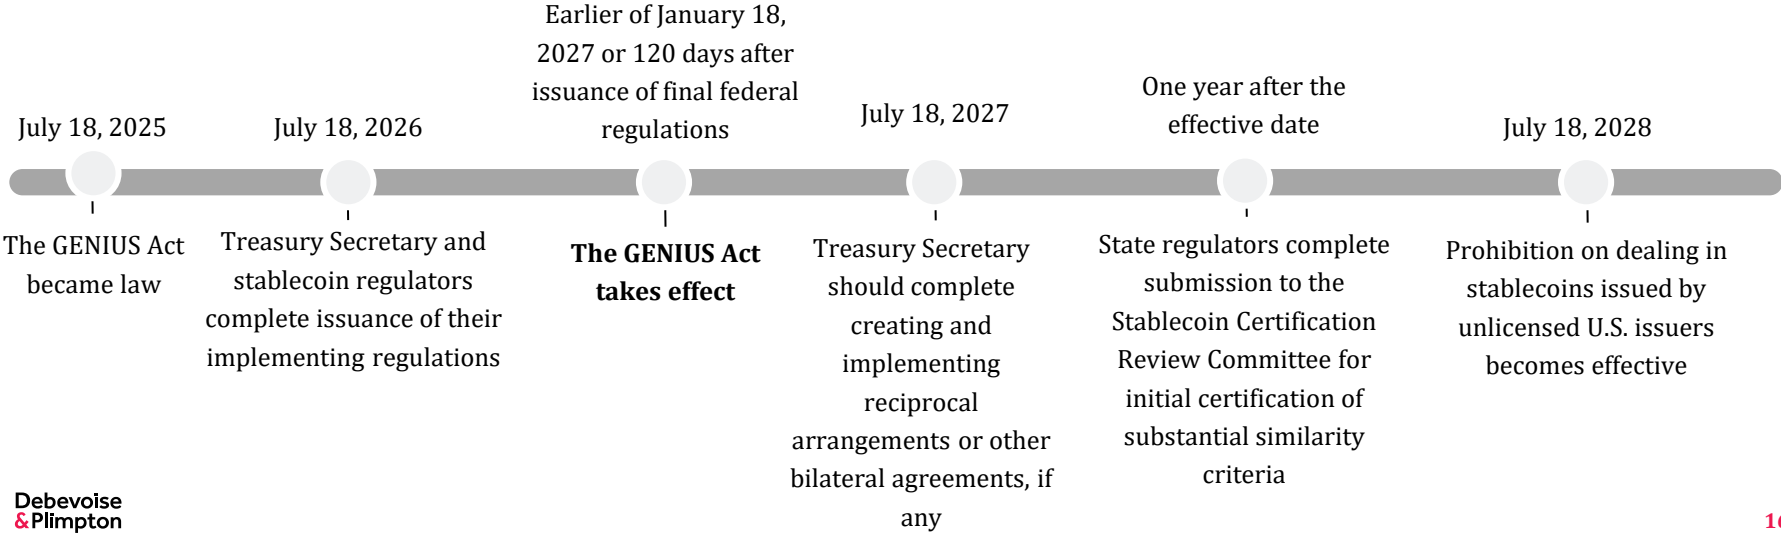 July 18, 2025
The GENIUS Act
became law
July 18, 2026
Treasury Secretary and
stablecoin regulators
complete issuance of their
implementing regulations
Earlier of January 18,
2027 or 120 days after
issuance of final federal
regulations
The GENIUS Act
takes effect
July 18, 2027
Treasury Secretary
should complete
creating and
implementing
reciprocal
arrangements or other
bilateral agreements, if
any
One year after the
effective date
State regulators complete
submission to the
Stablecoin Certification
Review Committee for
initial certification of
substantial similarity
criteria
July 18, 2028
Prohibition on dealing in
stablecoins issued by
unlicensed U.S. issuers
becomes effective
Debevoise
&Plimpton